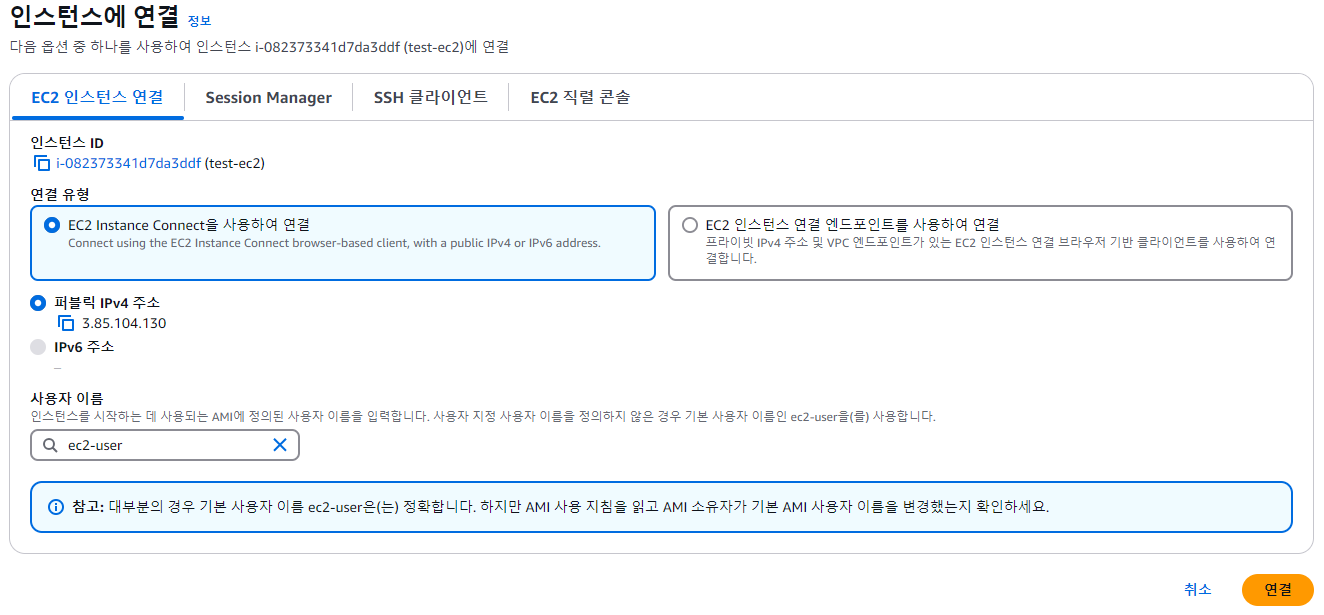 인스턴스에 연결 정보
다음 옵션 중 하나를 사용하여 인스턴스 i-082373341d7da3ddf (test-ec2)에 연결
EC2 인스턴스 연결
Session Manager
SSH 클라이언트
EC2 직렬 콘솔
인스턴스 ID
i-082373341d7da3ddf (test-ec2)
연결 유형
EC2 Instance Connect을 사용하여 연결
Connect using the EC2 Instance Connect browser-based client, with a public IPv4 or IPv6 address.
EC2 인스턴스 연결 엔드포인트를 사용하여 연결
프라이빗 IPv4 주소 및 VPC 엔드포인트가 있는 EC2 인스턴스 연결 브라우저 기반 클라이언트를 사용하여 연
결합니다.
퍼블릭 IPv4 주소
3.85.104.130
IPv6 주소
–
사용자 이름
인스턴스를 시작하는 데 사용되는 AMI에 정의된 사용자 이름을 입력합니다. 사용자 지정 사용자 이름을 정의하지 않은 경우 기본 사용자 이름인 ec2-user을(를) 사용합니다.
ec2-user
참고: 대부분의 경우 기본 사용자 이름 ec2-user은(는) 정확합니다. 하지만 AMI 사용 지침을 읽고 AMI 소유자가 기본 AMI 사용자 이름을 변경했는지 확인하세요.
취소
연결